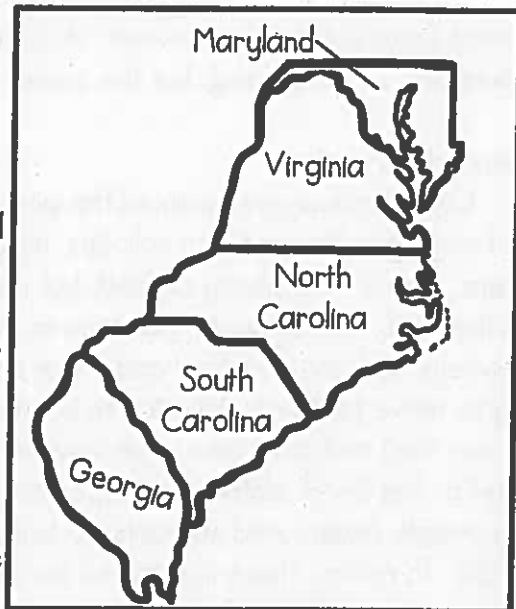 Maryland
Virginia
North
Carolina
South
Carolina
Georgia